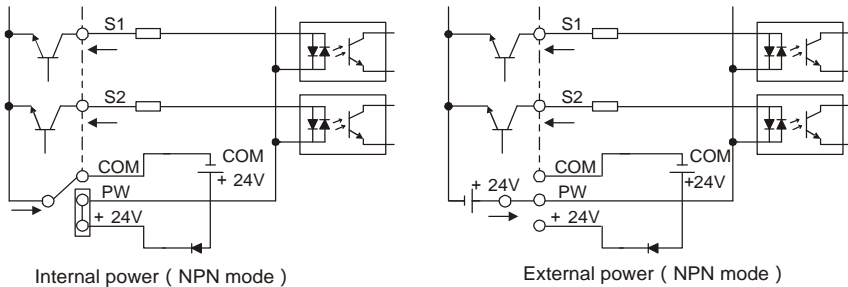 S1
S2
COM
COM
+ 24V
PW
+ 24V
Internal power ( NPN mode )
S1
S2
COM
COM
+24V
+ 24V
PW
+ 24V
External power ( NPN mode )